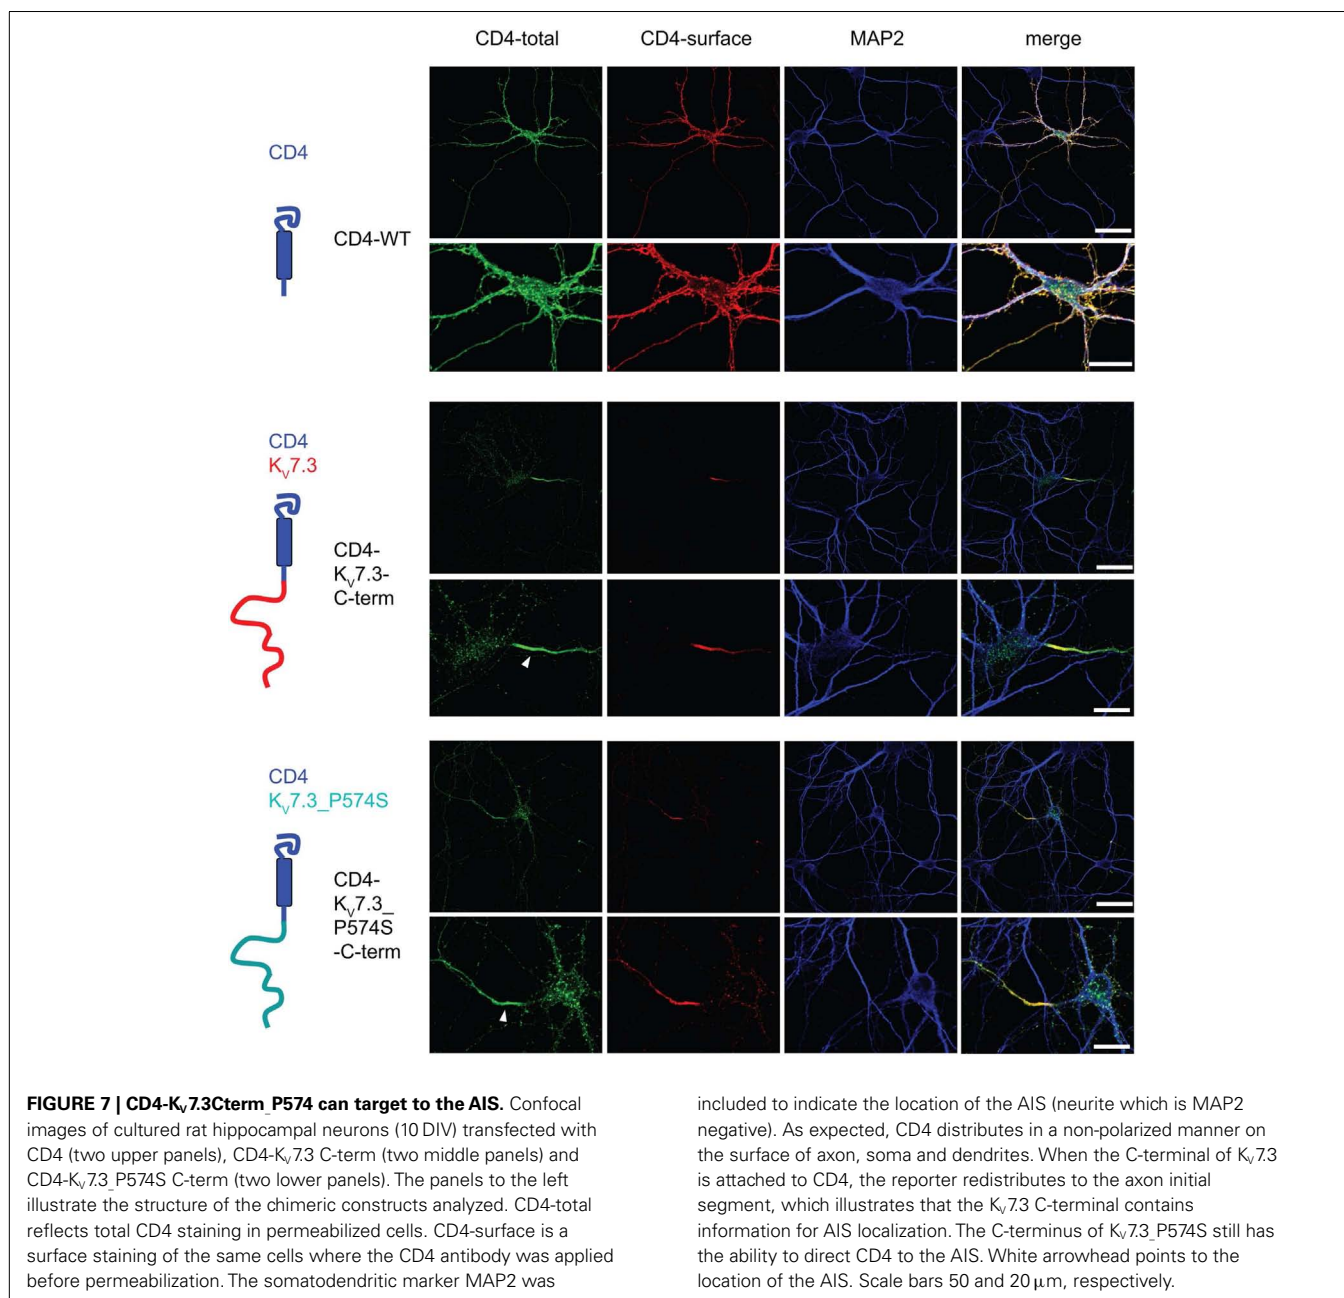 CD4-total CD4-surface MAP2 merge
CD4
CD4-WT
CD4
KV7.3
CD4-
KV7.3-
C-term
CD4
KV7.3_P574S
CD4-
KV7.3_
P574S
-C-term
FIGURE 7 | CD4-KV7.3Cterm_P574 can target to the AIS. Confocal
images of cultured rat hippocampal neurons (10 DIV) transfected with
CD4 (two upper panels), CD4-KV7.3 C-term (two middle panels) and
CD4-KV7.3_P574S C-term (two lower panels). The panels to the left
illustrate the structure of the chimeric constructs analyzed. CD4-total
reflects total CD4 staining in permeabilized cells. CD4-surface is a
surface staining of the same cells where the CD4 antibody was applied
before permeabilization. The somatodendritic marker MAP2 was
included to indicate the location of the AIS (neurite which is MAP2
negative). As expected, CD4 distributes in a non-polarized manner on
the surface of axon, soma and dendrites. When the C-terminal of KV7.3
is attached to CD4, the reporter redistributes to the axon initial
segment, which illustrates that the KV7.3 C-terminal contains
information for AIS localization. The C-terminus of KV7.3_P574S still has
the ability to direct CD4 to the AIS. White arrowhead points to the
location of the AIS. Scale bars 50 and 20 μm, respectively.